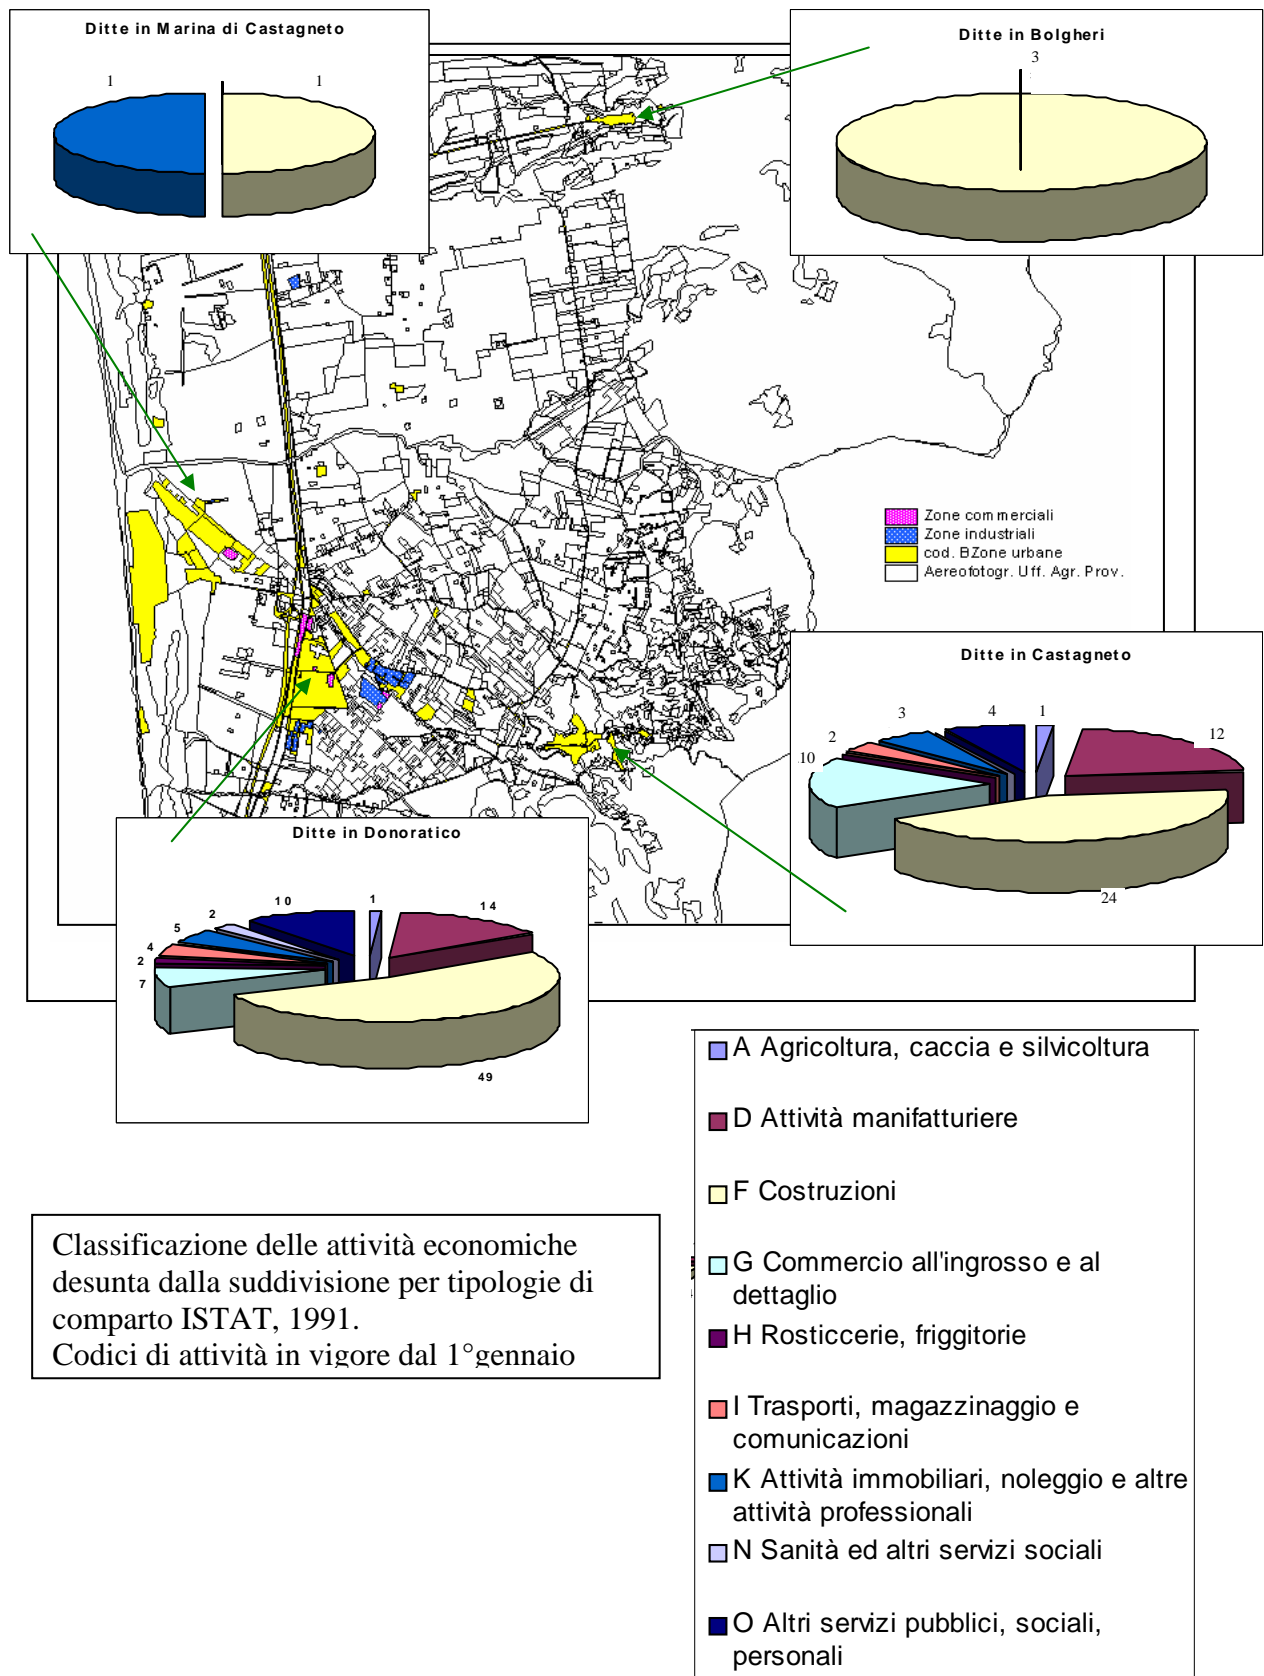 Ditte in Marina di Castagneto
1
1
Ditte in Bolgheri
3
Zone commerciali
Zone industriali
cod. BZone urbane
Aereofotogr. Uff. Agr. Prov.
Ditte in Castagneto
3
4
1
12
2
10
24
Ditte in Donoratico
10
1
14
2
5
4
2
7
49
A Agricoltura, caccia e silvicoltura
D Attività manifatturiere
F Costruzioni
G Commercio all'ingrosso e al
dettaglio
H Rosticcerie, friggitorie
I Trasporti, magazzinaggio e
comunicazioni
K Attività immobiliari, noleggio e altre
attività professionali
N Sanità ed altri servizi sociali
O Altri servizi pubblici, sociali,
personali
Classificazione delle attività economiche
desunta dalla suddivisione per tipologie di
comparto ISTAT, 1991.
Codici di attività in vigore dal 1°gennaio